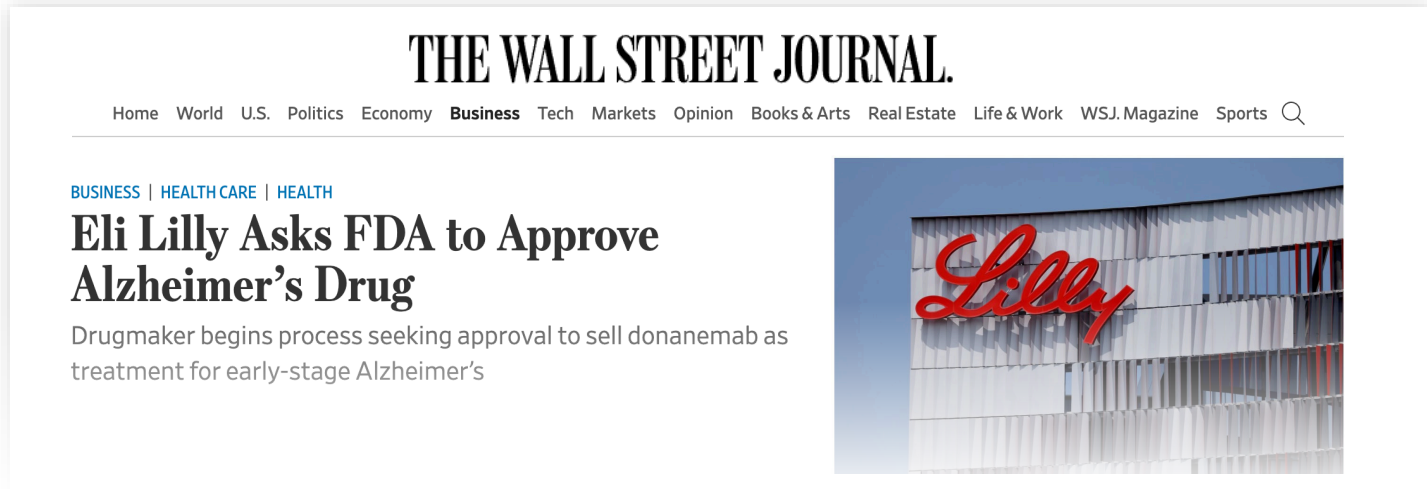 THE WALL STREET JOURNAL.
Home World U.S. Politics Economy Business Tech Markets Opinion Books & Arts Real Estate Life & Work WSJ. Magazine Sports
BUSINESS | HEALTH CARE | HEALTH
Eli Lilly Asks FDA to Approve
Alzheimer’s Drug
Drugmaker begins process seeking approval to sell donanemab as
treatment for early-stage Alzheimer’s
Lilly